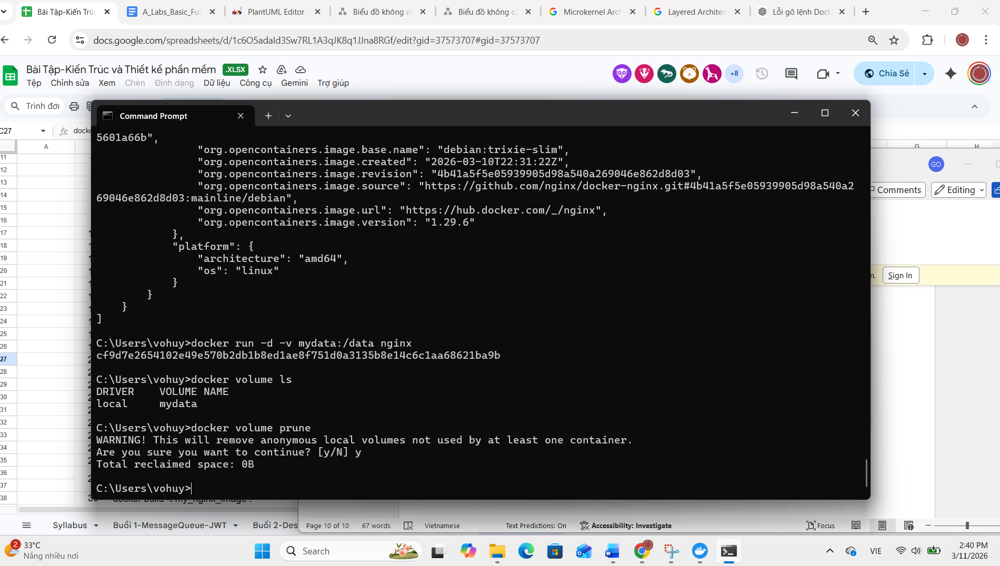 Bài Tập-Kiến Trúc
A_Labs_Basic_Fur
PlantUML Editor
Biểu đồ không có
Biểu đồ không có
Microkernel Arch
Layered Architec
Lỗi gõ lệnh Dock
docs.google.com/spreadsheets/d/1c6O5adaId3Sw7RL1A3qJK8q1JJna8RGf/edit?gid=37573707#gid=37573707
Bài Tập-Kiến Trúc và Thiết kế phần mềm .XLSX
+8
Chia Sẻ
Tệp Chỉnh sửa Xem Chèn Định dạng Dữ liệu Công cụ Gemini Trợ giúp
Trình đơn
C27
fx
docke
A
G
H
Command Prompt
5601a66b",
"org.opencontainers.image.base.name": "debian:trixie-slim",
"org.opencontainers.image.created": "2026-03-10T22:31:22Z",
"org.opencontainers.image.revision": "4b41a5f5e05939905d98a540a269046e862d8d03",
"org.opencontainers.image.source": "https://github.com/nginx/docker-nginx.git#4b41a5f5e05939905d98a540a2
69046e862d8d03:mainline/debian",
"org.opencontainers.image.url": "https://hub.docker.com/_/nginx",
"org.opencontainers.image.version": "1.29.6"
},
"platform": {
"architecture": "amd64",
"os": "linux"
}
}
}
]
C:\Users\vohuy>docker run -d -v mydata:/data nginx
cf9d7e2654102e49e570b2db1b8ed1ae8f751d0a3135b8e14c6c1aa68621ba9b
C:\Users\vohuy>docker volume ls
DRIVER VOLUME NAME
local mydata
C:\Users\vohuy>docker volume prune
WARNING! This will remove anonymous local volumes not used by at least one container.
Are you sure you want to continue? [y/N] y
Total reclaimed space: 0B
C:\Users\vohuy>
11
12
13
14
15
16
17
18
19
20
21
22
23
24
25
26
27
28
29
30
31
32
33
34
35
36
37
38
GO
Comments
Editing
n. Sign In
docker build -t my_nginx_image .
Syllabus
Buổi 1-MessageQueue-JWT
Buổi 2-Des
Page 10 of 10
67 words
Vietnamese
Text Predictions: On
Accessibility: Investigate
Focus
2
33°C
Nắng nhiều nơi
Search
VIE
2:40 PM
3/11/2026